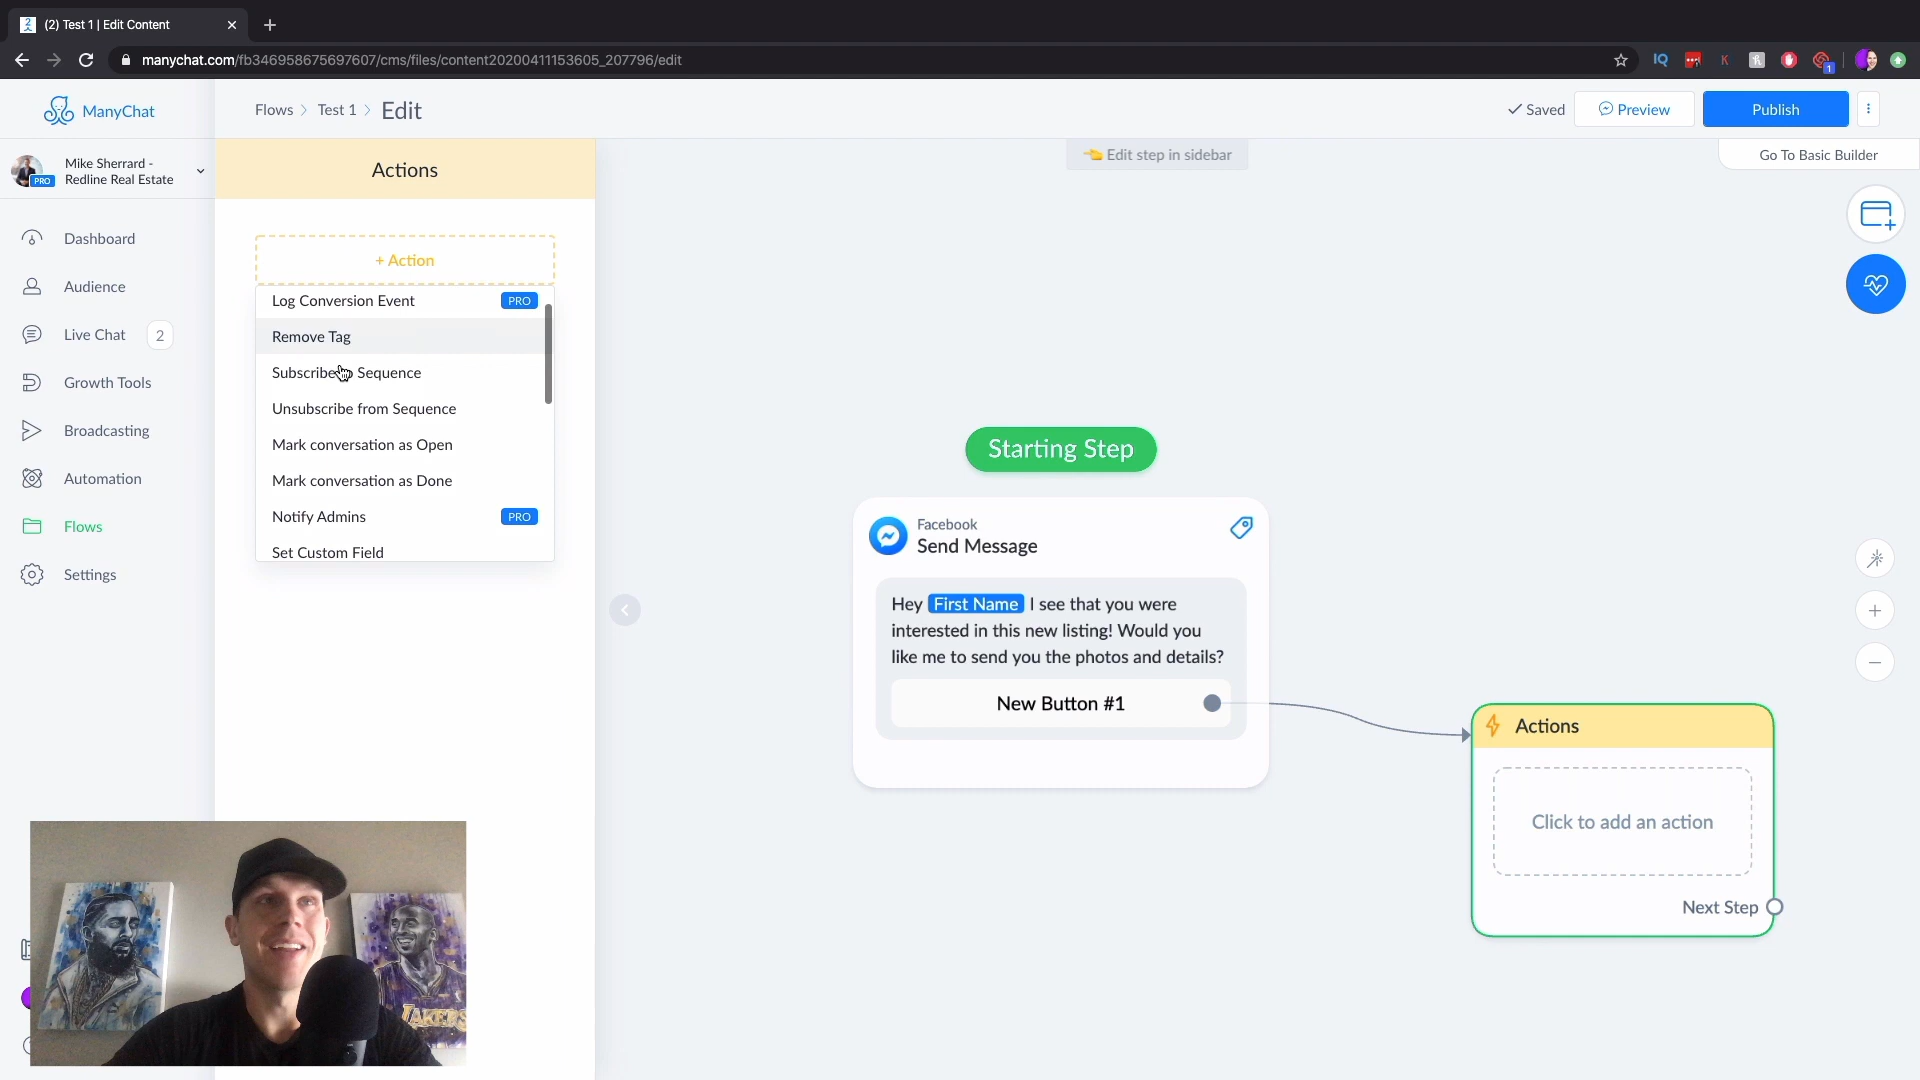 (2) Test 1 | Edit Content
manychat.com/fb346958675697607/cms/files/content20200411153605_207796/edit
IQ
K
1
ManyChat
Flows
Test 1
Edit
Saved
Preview
Publish
Mike Sherrard -
Redline Real Estate
PRO
Actions
Edit step in sidebar
Go To Basic Builder
Dashboard
Audience
Live Chat
2
Growth Tools
Broadcasting
Automation
Flows
Settings
+ Action
Log Conversion Event
PRO
Remove Tag
Subscribe Sequence
Unsubscribe from Sequence
Mark conversation as Open
Mark conversation as Done
Notify Admins
PRO
Set Custom Field
Starting Step
Facebook
Send Message
Hey First Name I see that you were
interested in this new listing! Would you
like me to send you the photos and details?
New Button #1
Actions
Click to add an action
Next Step
LAKERS